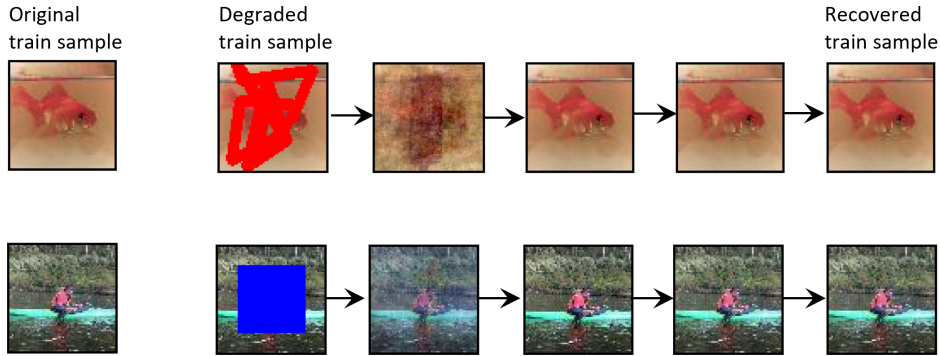 Original
train sample
Degraded
train sample
Recovered
train sample